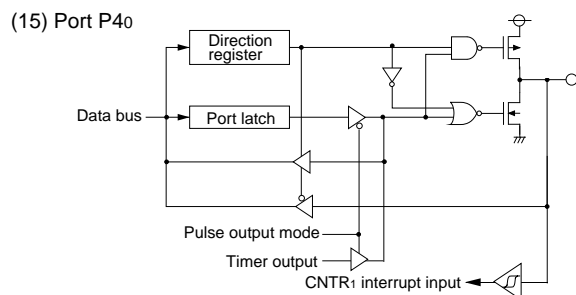 (15) Port P40
Direction
register
Data bus
Port latch
Pulse output mode
Timer output
CNTR1 interrupt input